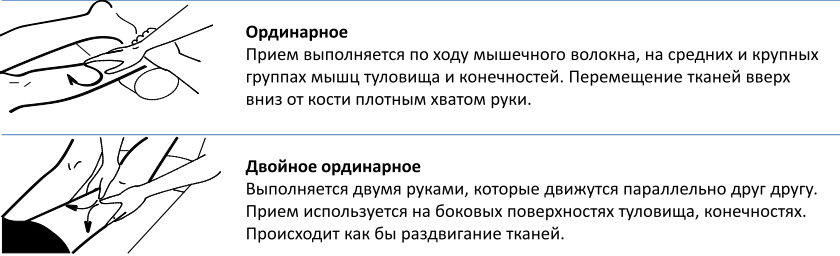 Ординарное
Прием выполняется по ходу мышечного волокна, на средних и крупных
группах мышц туловища и конечностей. Перемещение тканей вверх
вниз от кости плотным хватом руки.
Двойное ординарное
Выполняется двумя руками, которые движутся параллельно друг другу.
Прием используется на боковых поверхностях туловища, конечностях.
Происходит как бы раздвигание тканей.